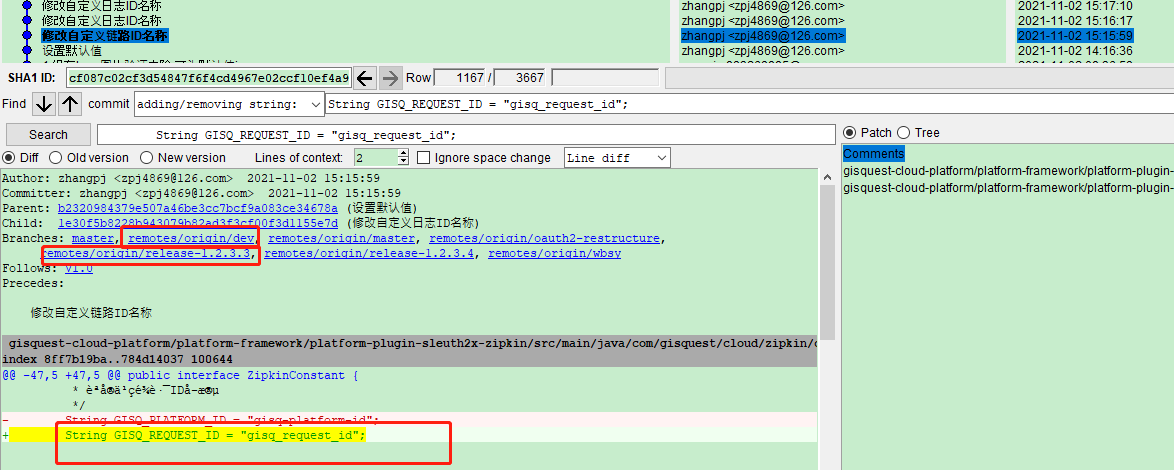 修改自定义日志ID名称 zhangpj <zpj4869@126.com> 2021-11-02 15:17:10
修改自定义日志ID名称 zhangpj <zpj4869@126.com> 2021-11-02 15:16:17
修改自定义链路ID名称 zhangpj <zpj4869@126.com> 2021-11-02 15:15:59
设置默认值 zhangpj <zpj4869@126.com> 2021-11-02 14:16:36
SHA1 ID: cf087c02cf3d54847f6f4cd4967e02ccf10ef4a9 Row 1167 / 3667
Find commit adding/removing string: String GISQ_REQUEST_ID = "gisq_request_id";
Search String GISQ_REQUEST_ID = "gisq_request_id";
Patch Tree
Diff Old version New version Lines of context: 2 Ignore space change Line diff
Comments
gisquest-cloud-platform/platform-framework/platform-plugin-
gisquest-cloud-platform/platform-framework/platform-plugin-
Author: zhangpj <zpj4869@126.com> 2021-11-02 15:15:59
Committer: zhangpj <zpj4869@126.com> 2021-11-02 15:15:59
Parent: b2320984379e507a46be3cc7bcf9a083ce34678a (设置默认值)
Child: 1e30f5b8228b943079b82ad3f3cf00f3d1155e7d (修改自定义日志ID名称)
Branches: master, remotes/origin/dev, remotes/origin/master, remotes/origin/oauth2-restructure,
remotes/origin/release-1.2.3.3, remotes/origin/release-1.2.3.4, remotes/origin/wbsy
Follows: v1.0
Precedes:
修改自定义链路ID名称
gisquest-cloud-platform/platform-framework/platform-plugin-sleuth2x-zipkin/src/main/java/com/gisquest/cloud/zipkin/c
index 8ff7b19ba..784d14037 100644
@@ -47,5 +47,5 @@ public interface ZipkinConstant {
*/
- String GISQ_PLATFORM_ID = "gisq-platform-id";
+ String GISQ_REQUEST_ID = "gisq_request_id";